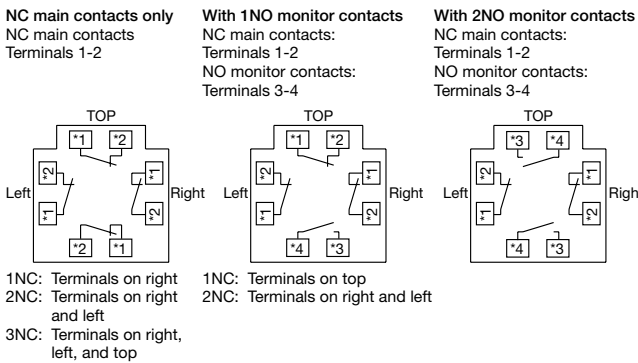 NC main contacts only
NC main contacts
Terminals 1-2
With 1NO monitor contacts
NC main contacts:
Terminals 1-2
NO monitor contacts:
Terminals 3-4
With 2NO monitor contacts
NC main contacts:
Terminals 1-2
NO monitor contacts:
Terminals 3-4
TOP
*1 *2
*2 *1
Left Right
*1 *2
*2 *1
TOP
*1 *2
*2 *1
Left Right
*1 *2
*4 *3
TOP
*3 *4
*2 *1
Left Righ
*1 *2
*4 *3
1NC: Terminals on right
2NC: Terminals on right
and left
3NC: Terminals on right,
left, and top
1NC: Terminals on top
2NC: Terminals on right and left